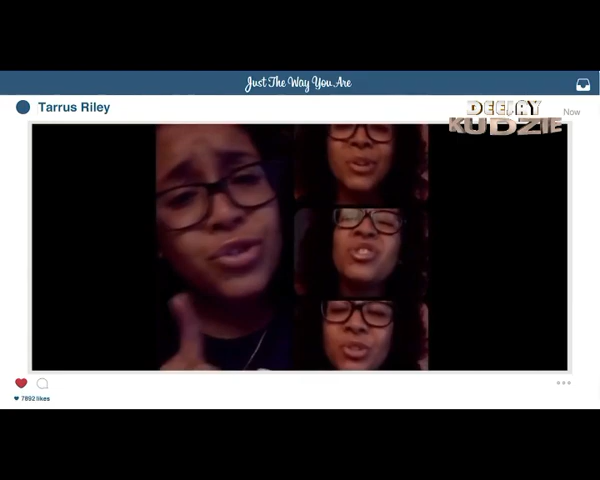 Just The Way You Are
Tarrus Riley
DEEJAY
KUDZIE
Now
7892 likes